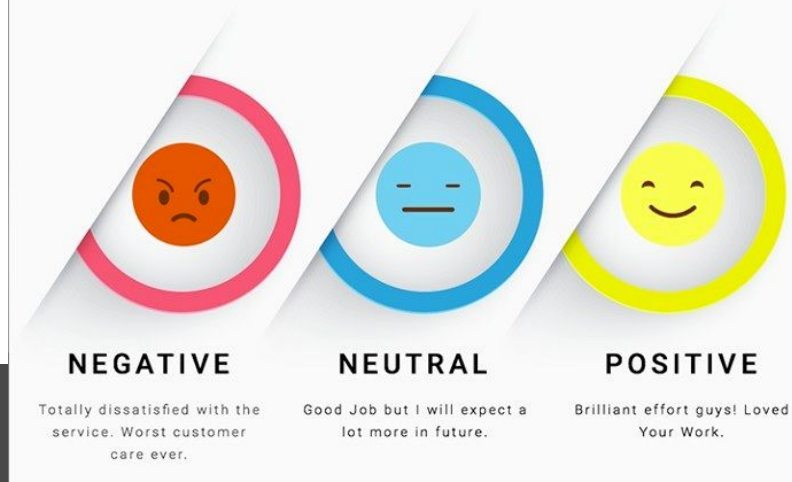 NEGATIVE
Totally dissatisfied with the
service. Worst customer
care ever.
NEUTRAL
Good Job but I will expect a
lot more in future.
POSITIVE
Brilliant effort guys! Loved
Your Work.